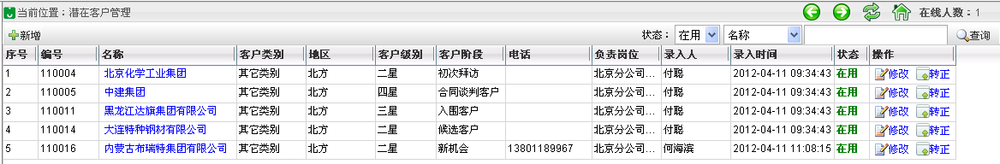 当前位置：潜在客户管理 在线人数：1
新增 状态： 在用 名称 查询
序号 编号 名称 客户类别 地区 客户级别 客户阶段 电话 负责岗位 录入人 录入时间 状态 操作
1 110004 北京化学工业集团 其它类别 北方 二星 初次拜访 北京分公司... 付聪 2012-04-11 09:34:43 在用 修改 转正
2 110005 中建集团 其它类别 北方 四星 合同谈判客户 北京分公司... 付聪 2012-04-11 09:34:43 在用 修改 转正
3 110011 黑龙江达旗集团有限公司 其它类别 北方 三星 入围客户 北京分公司... 付聪 2012-04-11 09:34:43 在用 修改 转正
4 110014 大连特种钢材有限公司 其它类别 北方 二星 候选客户 北京分公司... 付聪 2012-04-11 09:34:43 在用 修改 转正
5 110016 内蒙古布瑞特集团有限公司 其它类别 北方 二星 新机会 13801189967 北京分公司... 何海滨 2012-04-11 11:08:15 在用 修改 转正